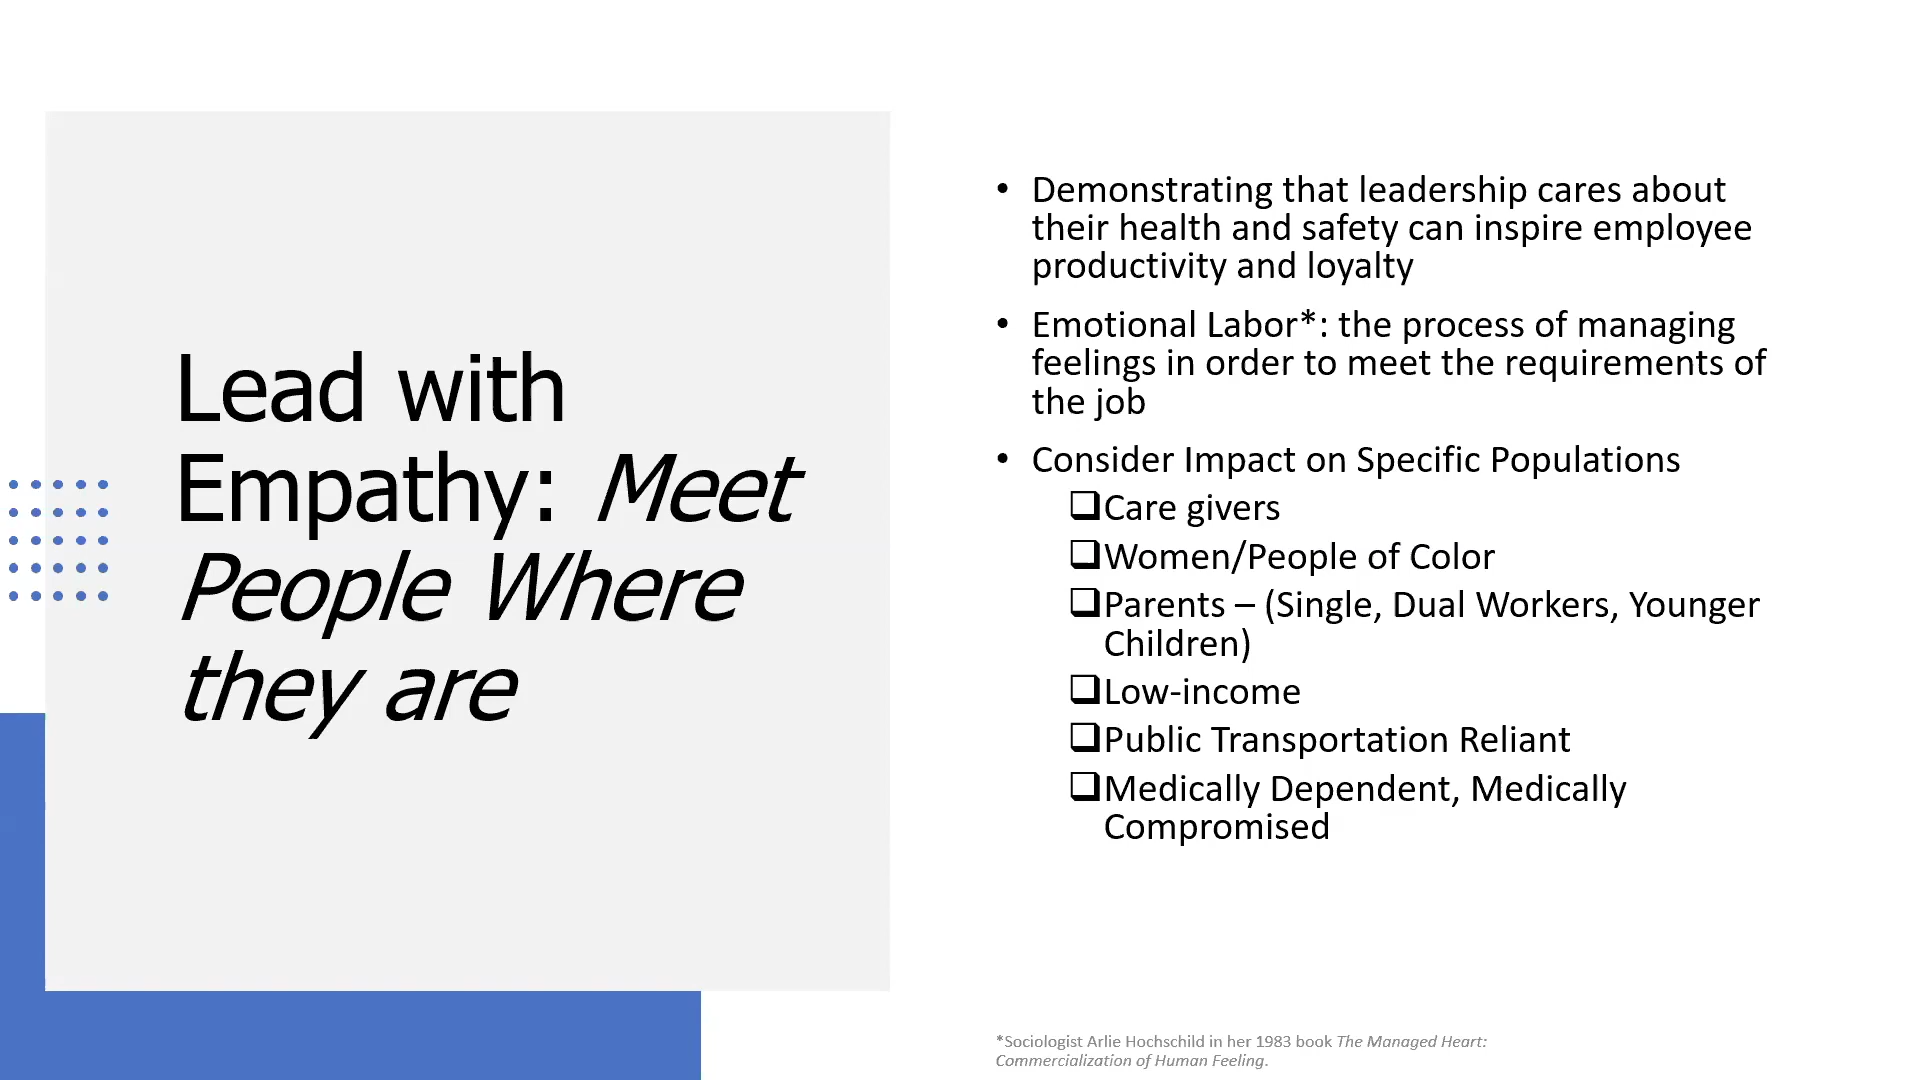 Lead with
Empathy: Meet
People Where
they are
• Demonstrating that leadership cares about
their health and safety can inspire employee
productivity and loyalty
• Emotional Labor*: the process of managing
feelings in order to meet the requirements of
the job
• Consider Impact on Specific Populations
❑Care givers
❑Women/People of Color
❑Parents – (Single, Dual Workers, Younger
Children)
❑Low-income
❑Public Transportation Reliant
❑Medically Dependent, Medically
Compromised
*Sociologist Arlie Hochschild in her 1983 book The Managed Heart:
Commercialization of Human Feeling.